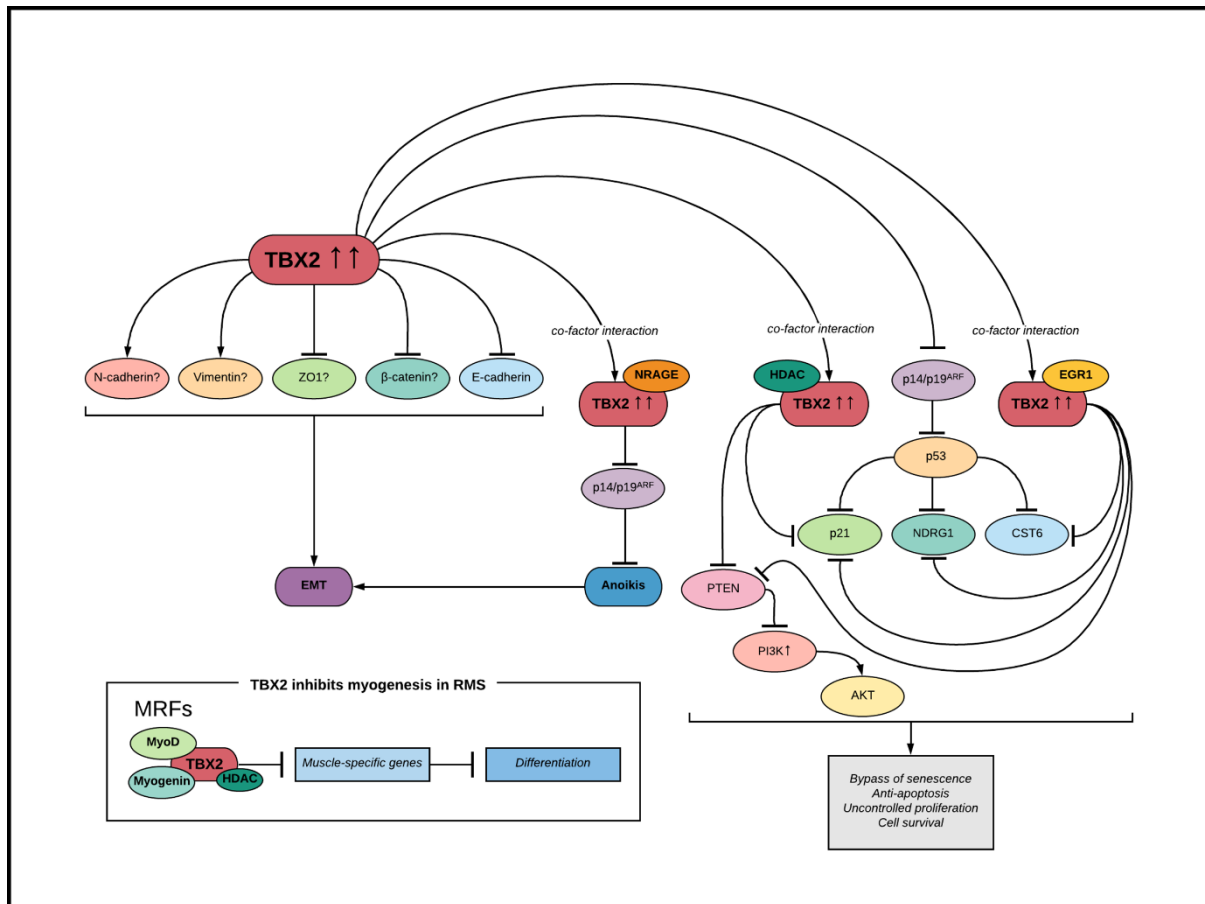 TBX2 ↑↑
co-factor interaction
co-factor interaction
co-factor interaction
N-cadherin?
Vimentin?
ZO1?
β-catenin?
E-cadherin
NRAGE
TBX2 ↑↑
HDAC
TBX2 ↑↑
p14/p19ARF
EGR1
TBX2 ↑↑
p53
p14/p19ARF
p21
NDRG1
CST6
EMT
Anoikis
PTEN
PI3K↑
AKT
TBX2 inhibits myogenesis in RMS
MRFs
MyoD
TBX2
Myogenin
HDAC
Muscle-specific genes
Differentiation
Bypass of senescence
Anti-apoptosis
Uncontrolled proliferation
Cell survival